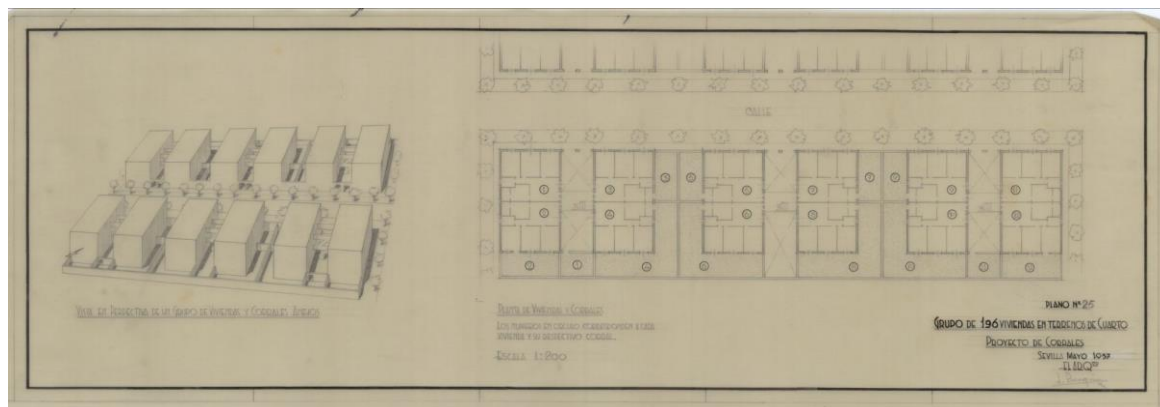 CALLE
VISTA EN PERSPECTIVA DE UN GRUPO DE VIVIENDAS Y CORRALES ANEJOS
PLANTA DE VIVIENDAS Y CORRALES
LOS NUMEROS EN CIRCULO CORRESPONDEN A CADA
VIVIENDA Y SU RESPECTIVO CORRAL.
ESCALA 1:200
PLANO Nº 25
GRUPO DE 196 VIVIENDAS EN TERRENOS DE CUARTO
PROYECTO DE CORRALES
SEVILLA MAYO 1937
EL ARQTO